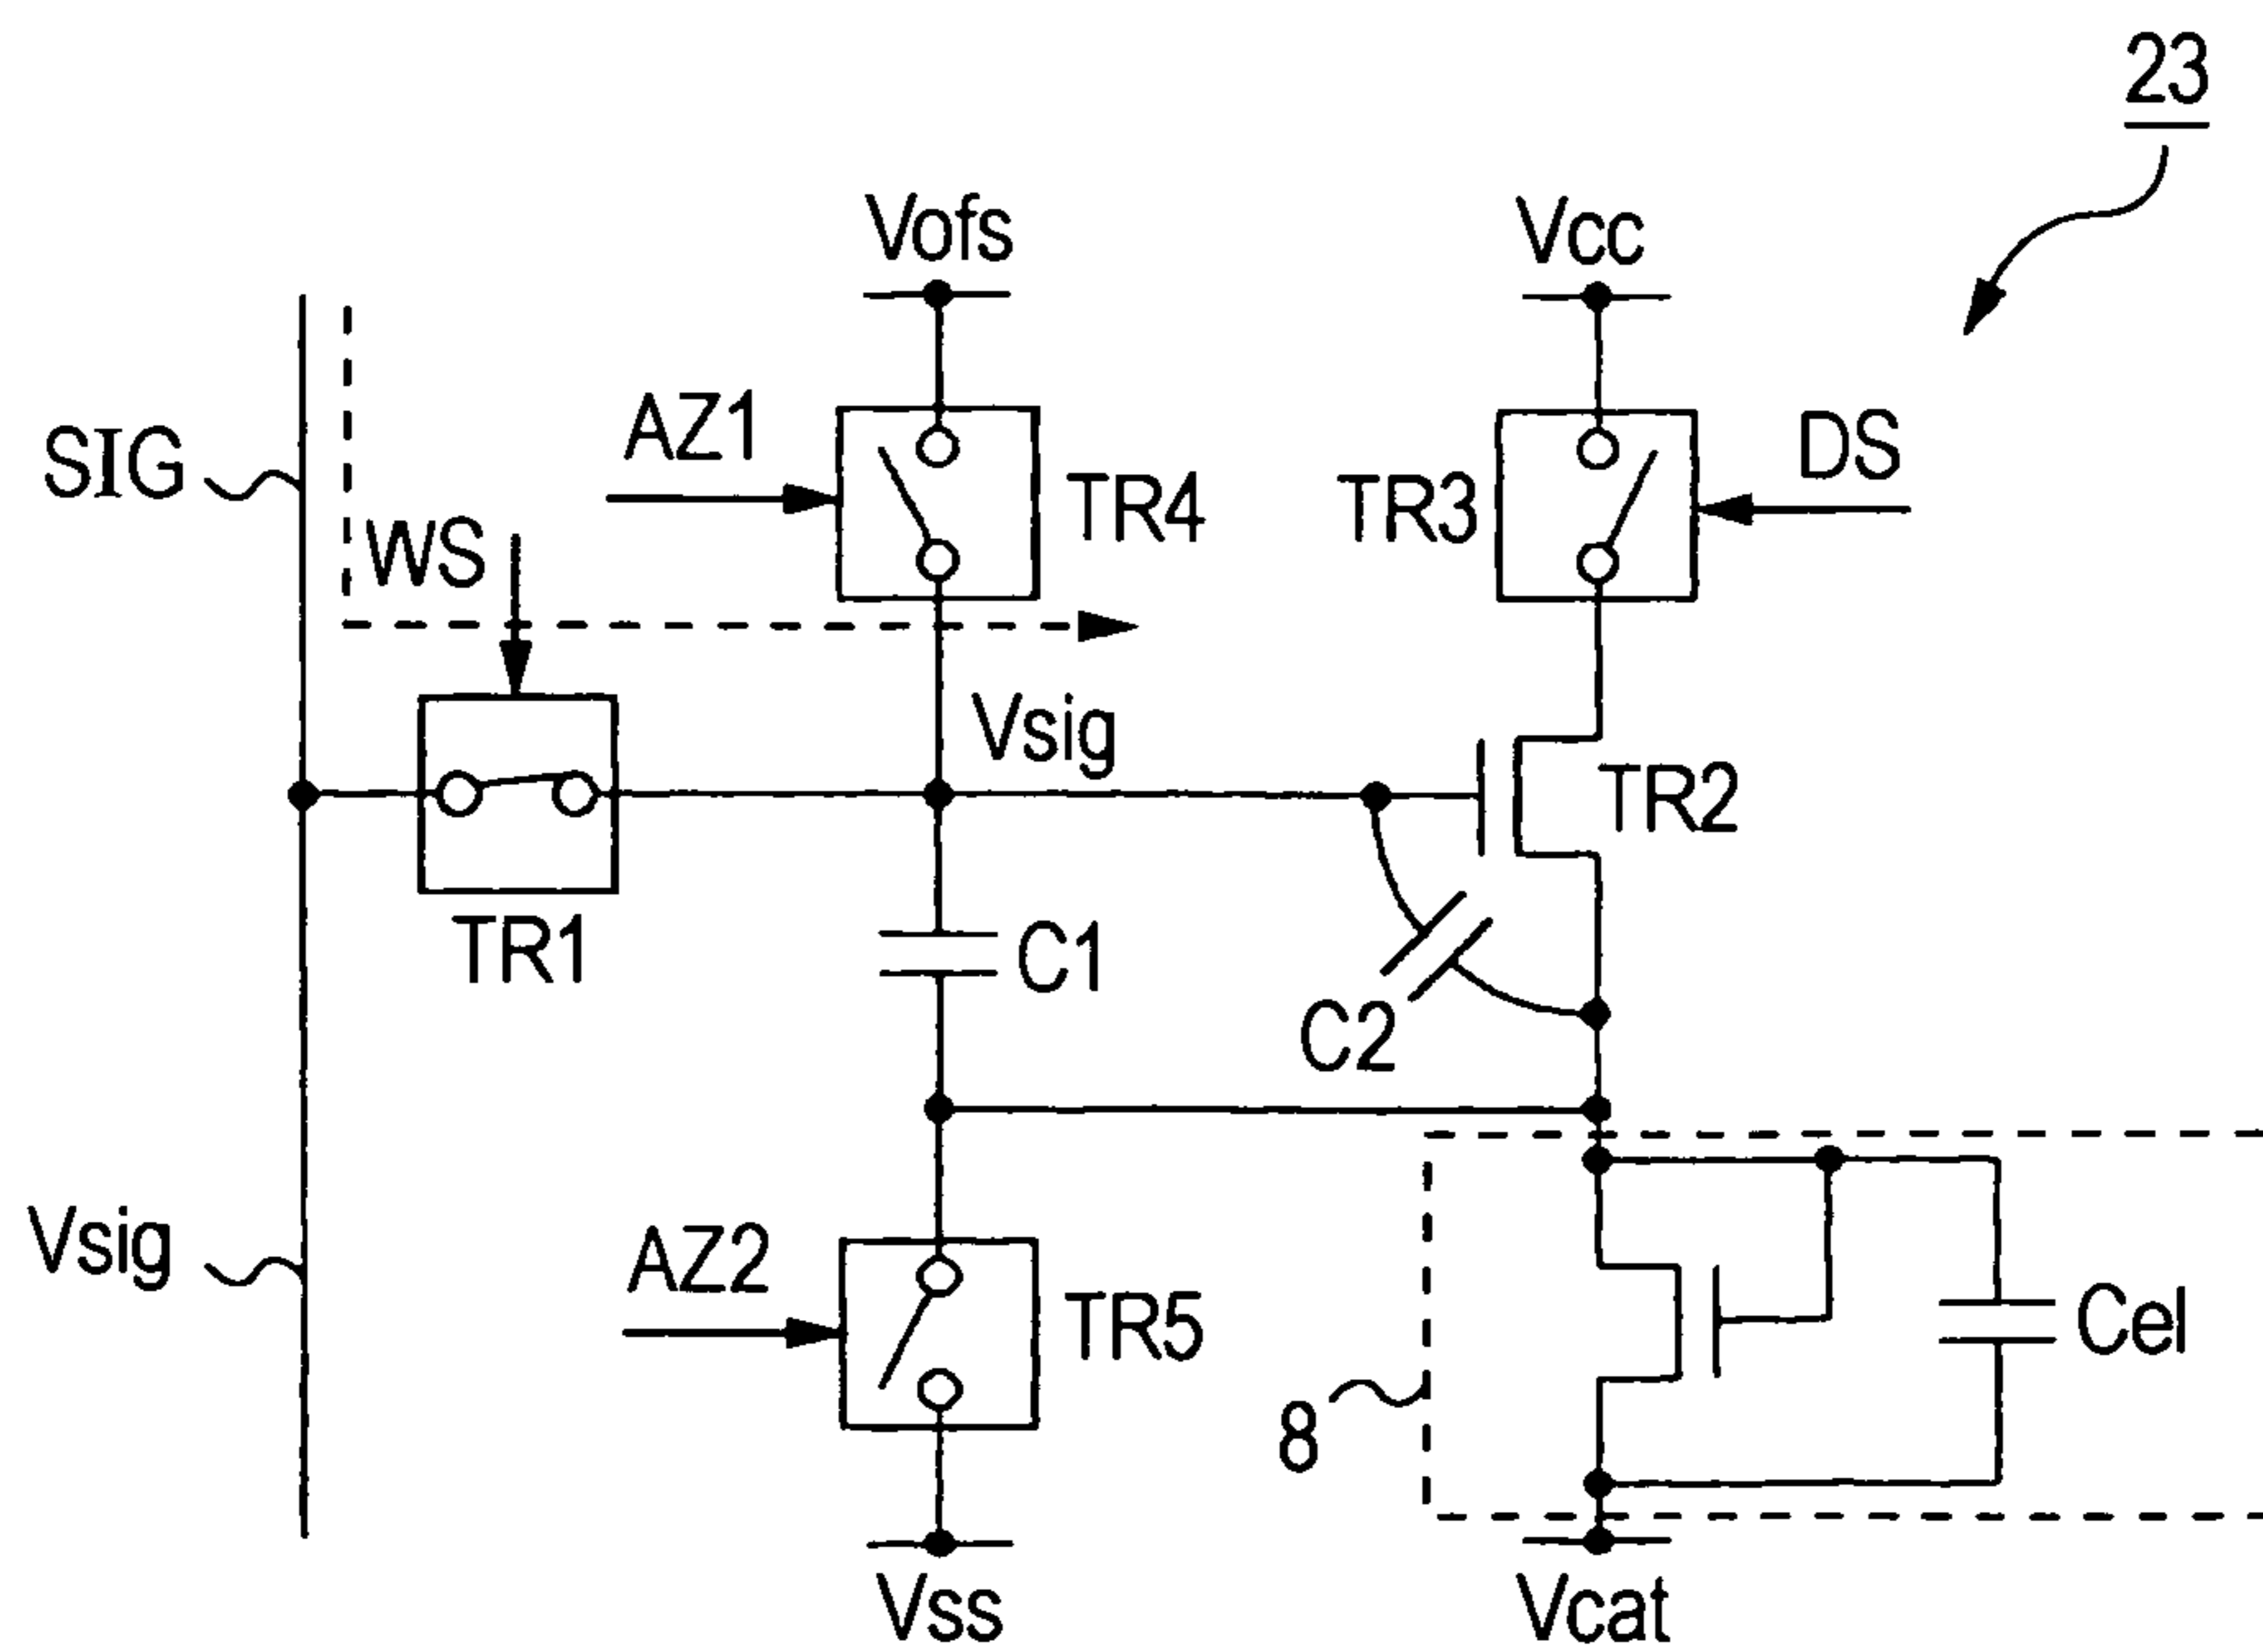 23
Vofs
Vcc
AZ1
DS
SIG
TR4
TR3
WS
Vsig
TR2
TR1
C1
C2
Vsig
AZ2
TR5
Cel
8
Vss
Vcat